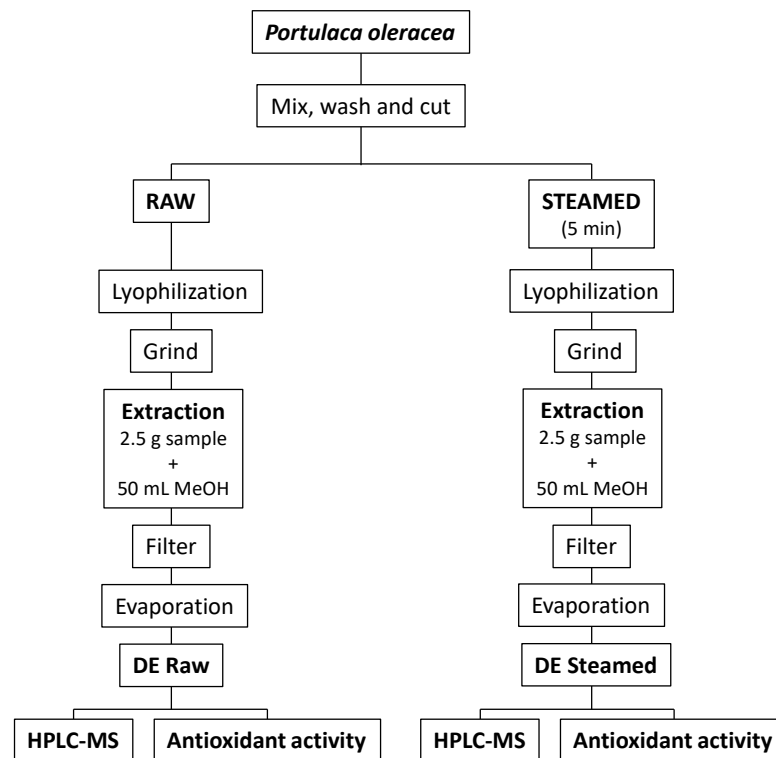 Portulaca oleracea
Mix, wash and cut
RAW
STEAMED
(5 min)
Lyophilization
Lyophilization
Grind
Grind
Extraction
2.5 g sample
+
50 mL MeOH
Extraction
2.5 g sample
+
50 mL MeOH
Filter
Filter
Evaporation
Evaporation
DE Raw
DE Steamed
HPLC-MS
Antioxidant activity
HPLC-MS
Antioxidant activity